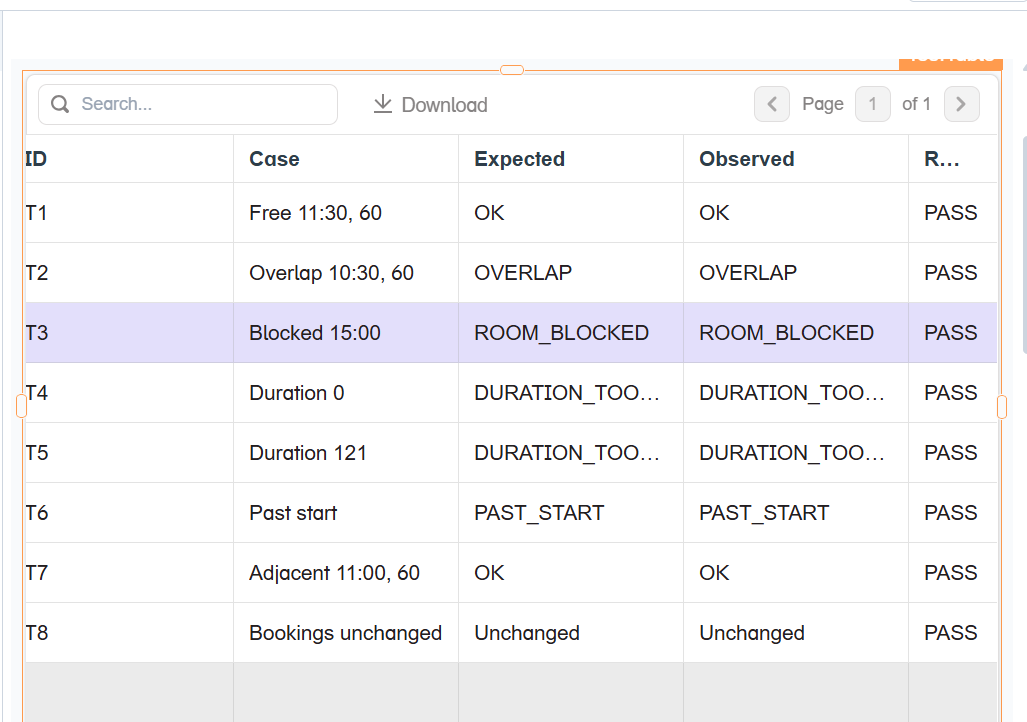 Search... Download Page 1 of 1
ID Case Expected Observed R...
T1 Free 11:30, 60 OK OK PASS
T2 Overlap 10:30, 60 OVERLAP OVERLAP PASS
T3 Blocked 15:00 ROOM_BLOCKED ROOM_BLOCKED PASS
T4 Duration 0 DURATION_TOO... DURATION_TOO... PASS
T5 Duration 121 DURATION_TOO... DURATION_TOO... PASS
T6 Past start PAST_START PAST_START PASS
T7 Adjacent 11:00, 60 OK OK PASS
T8 Bookings unchanged Unchanged Unchanged PASS